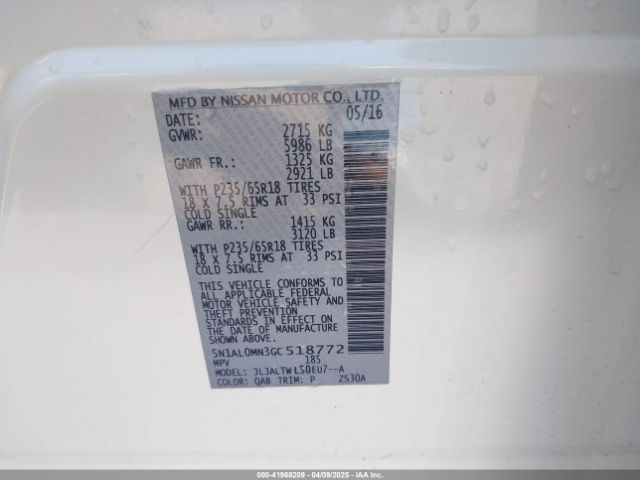 MFD BY NISSAN MOTOR CO., LTD.
DATE: 05/16
GVWR: 2715 KG
5986 LB
GAWR FR.: 1325 KG
2921 LB
WITH P235/65R18 TIRES
18 X 7.5 RIMS AT 33 PSI
COLD SINGLE
GAWR RR.: 1415 KG
3120 LB
WITH P235/65R18 TIRES
18 X 7.5 RIMS AT 33 PSI
COLD SINGLE
THIS VEHICLE CONFORMS TO
ALL APPLICABLE FEDERAL
MOTOR VEHICLE SAFETY AND
THEFT PREVENTION
STANDARDS IN EFFECT ON
THE DATE OF MANUFACTURE
SHOWN ABOVE.
5N1AL0MN3GC518772
MPV 185
MODEL: JLJALTWL50EU7--A
COLOR: QAB TRIM: P ZS30A
000-41968209 - 04/09/2025 - IAA Inc.